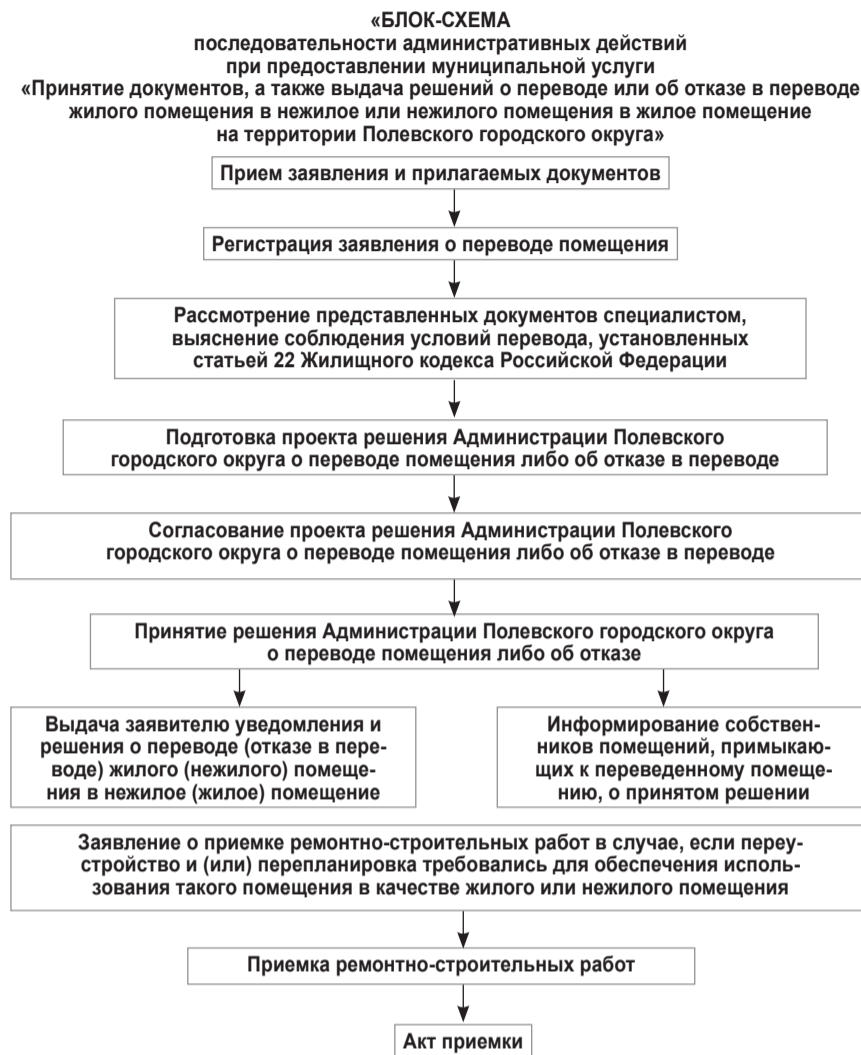 «БЛОК-СХЕМА
последовательности административных действий
при предоставлении муниципальной услуги
«Принятие документов, а также выдача решений о переводе или об отказе в переводе
жилого помещения в нежилое или нежилого помещения в жилое помещение
на территории Полевского городского округа»
Прием заявления и прилагаемых документов
Регистрация заявления о переводе помещения
Рассмотрение представленных документов специалистом,
выяснение соблюдения условий перевода, установленных
статьей 22 Жилищного кодекса Российской Федерации
Подготовка проекта решения Администрации Полевского
городского округа о переводе помещения либо об отказе в переводе
Согласование проекта решения Администрации Полевского
городского округа о переводе помещения либо об отказе в переводе
Принятие решения Администрации Полевского городского округа
о переводе помещения либо об отказе
Выдача заявителю уведомления и
решения о переводе (отказе в пере-
воде) жилого (нежилого) помеще-
ния в нежилое (жилое) помещение
Информирование собствен-
ников помещений, примыкаю-
щих к переведенному помеще-
нию, о принятом решении
Заявление о приемке ремонтно-строительных работ в случае, если переу-
стройство и (или) перепланировка требовались для обеспечения исполь-
зования такого помещения в качестве жилого или нежилого помещения
Приемка ремонтно-строительных работ
Акт приемки